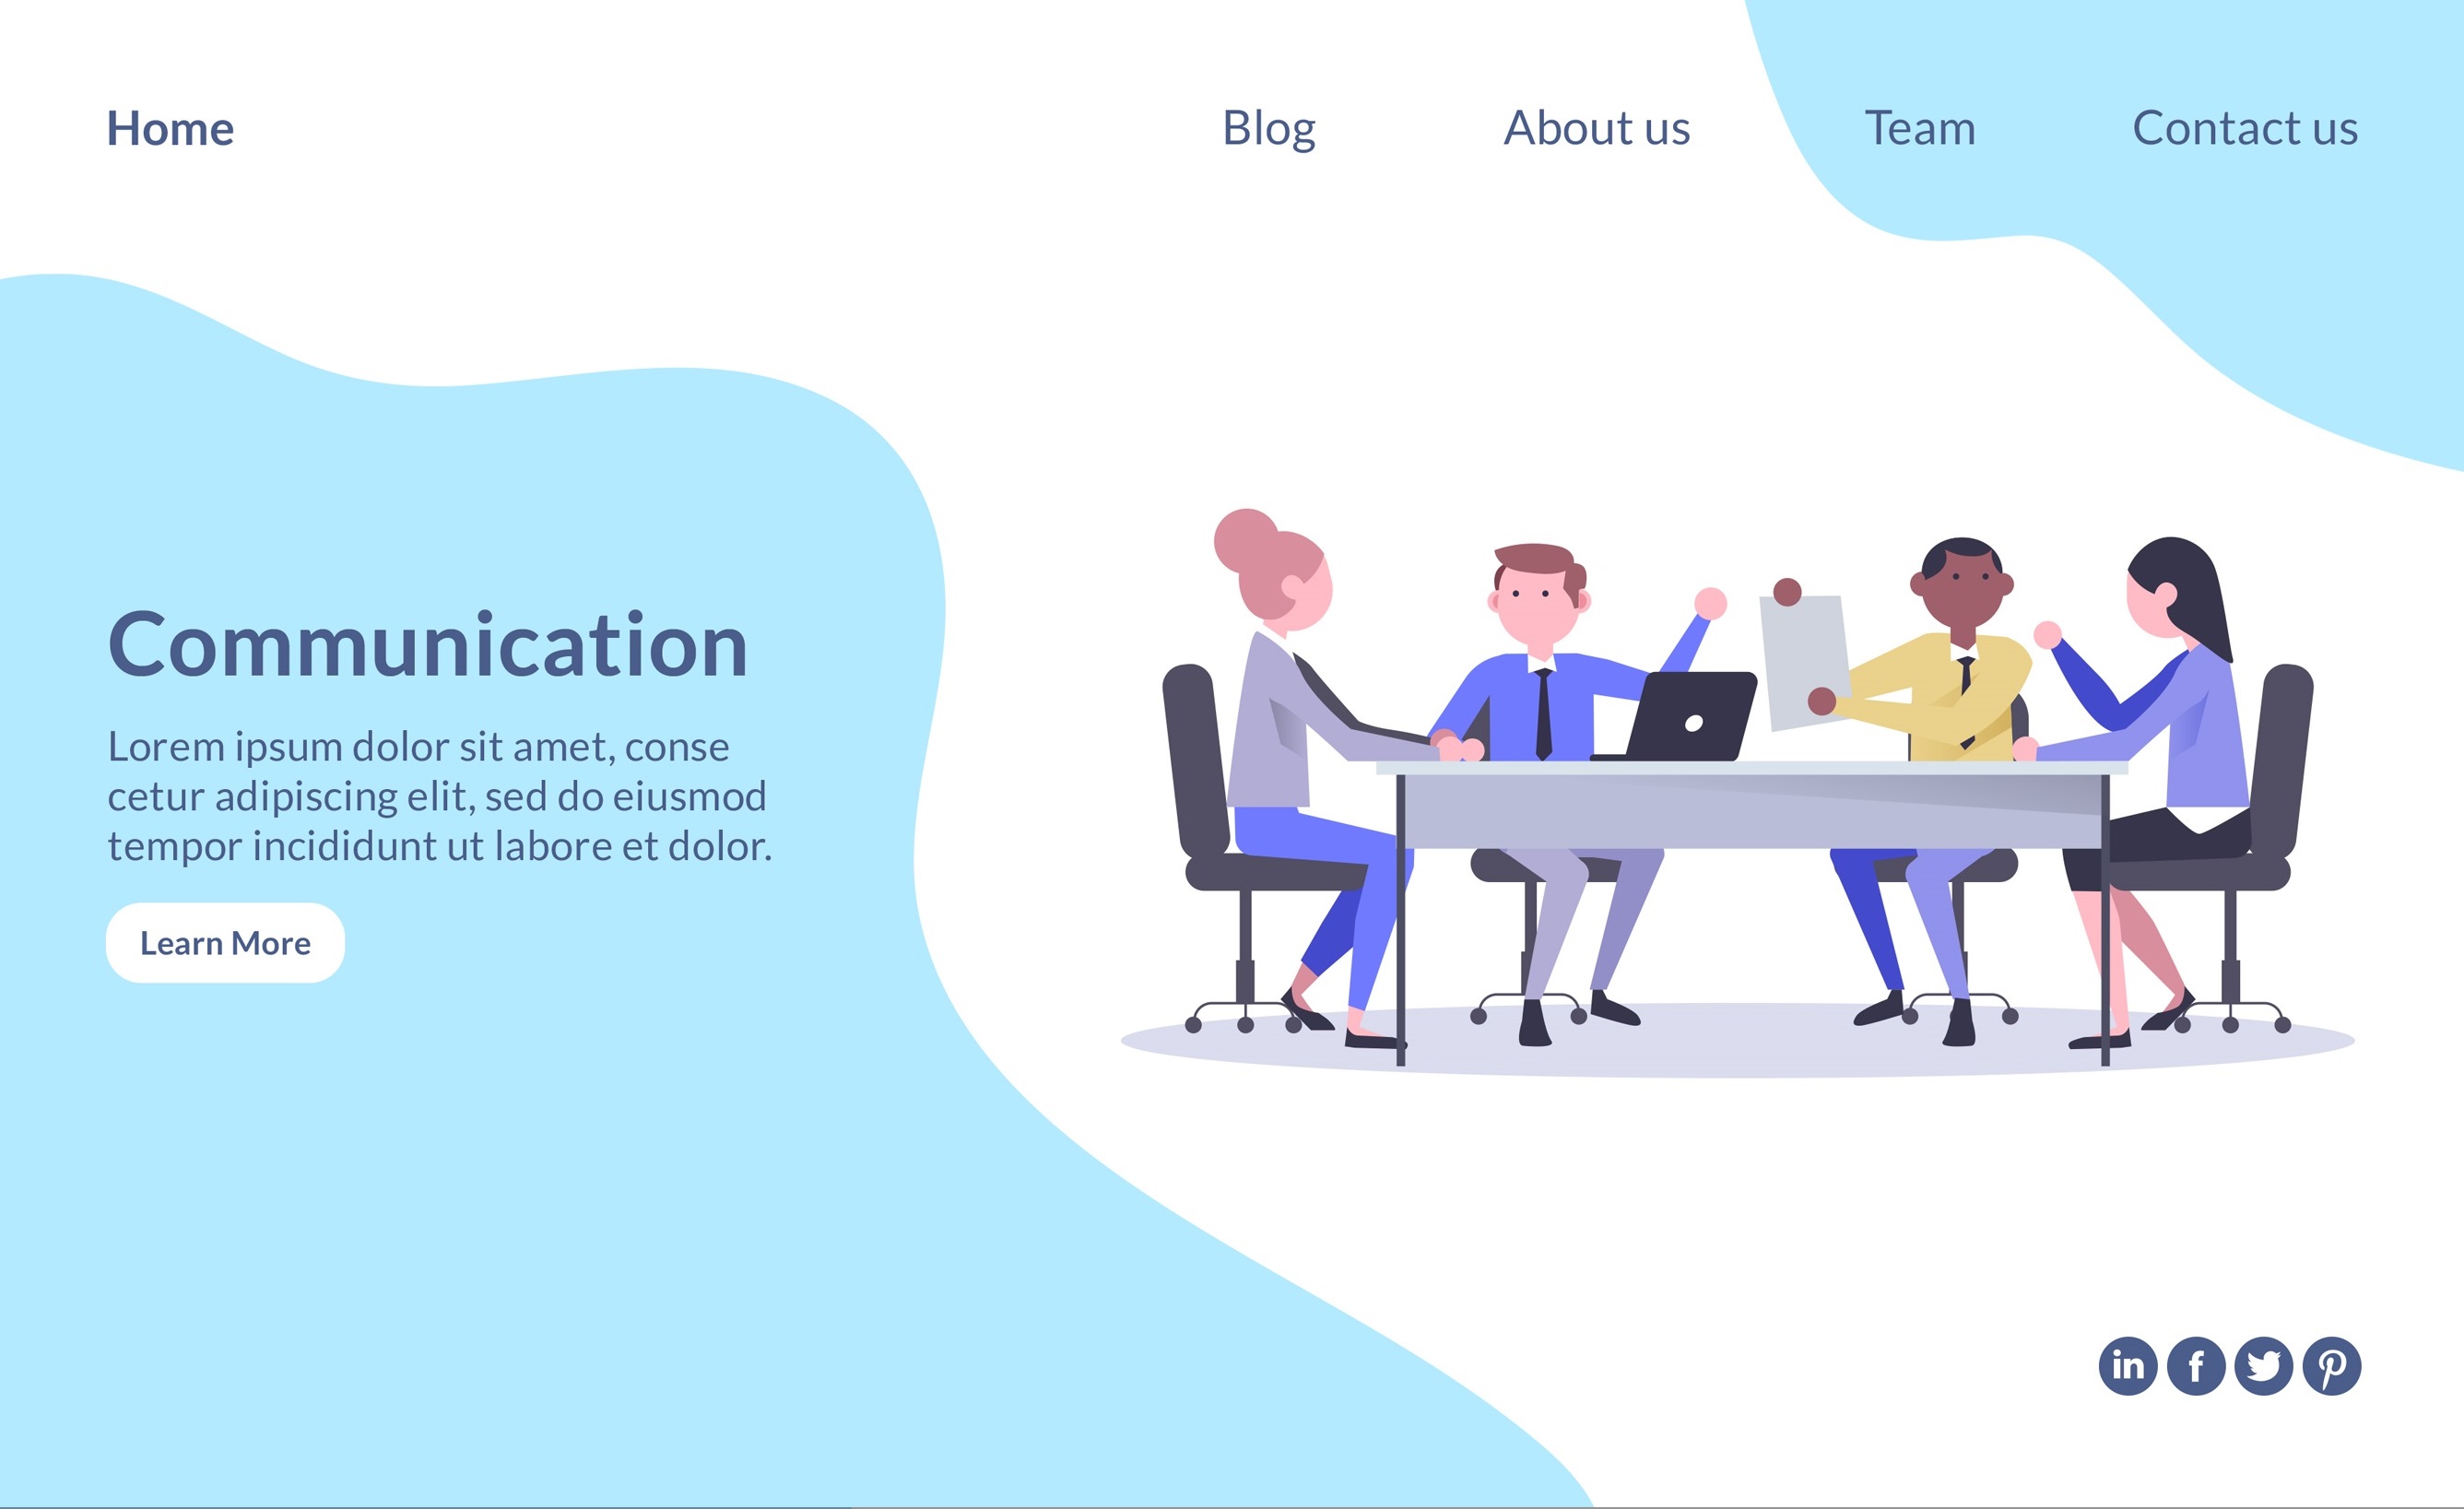 Home
Blog
About us
Team
Contact us
Communication
Lorem ipsum dolor sit amet, conse
cetur adipiscing elit, sed do eiusmod
tempor incididunt ut labore et dolor.
Learn More
in
f